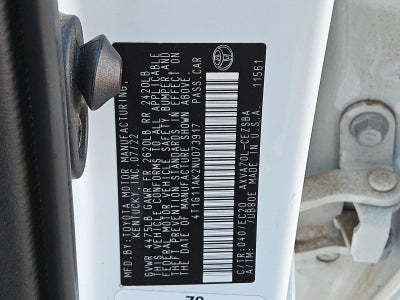 MFD.BY:TOYOTA MOTOR MANUFACTURING,
KENTUCKY, INC 07/22
GVWR 4475LB GAWR FR 2620LB RR 2420LB
THIS VEHICLE CONFORMS TO ALL APPLICABLE
FEDERAL MOTOR VEHICLE SAFETY, BUMPER AND
THEFT PREVENTION STANDARDS IN EFFECT ON
THE DATE OF MANUFACTURE SHOWN ABOVE.
4T1G11AK2NU073917 PASS.CAR
C/TR:040/EC20 AXVA70L-CEZSBA
A/TM: /UB80E MADE IN U.S.A. 11561